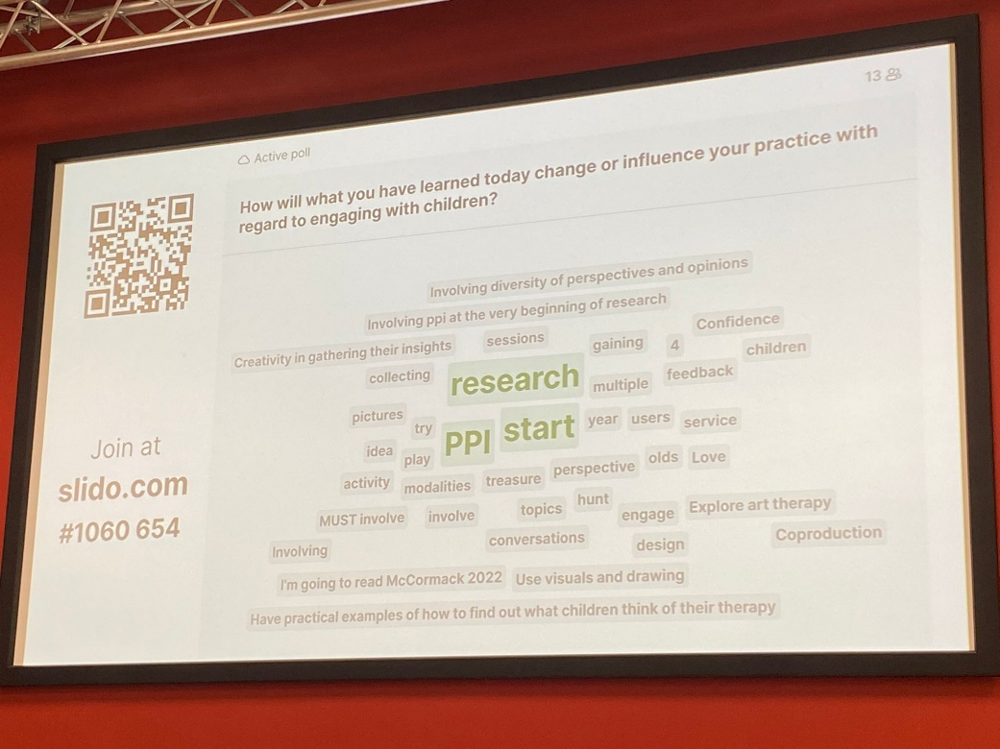 13
Active poll
How will what you have learned today change or influence your practice with
regard to engaging with children?
Involving diversity of perspectives and opinions
Involving ppi at the very beginning of research
Confidence
Creativity in gathering their insights
sessions
gaining
4
children
collecting
research
multiple
feedback
pictures
try
PPI
start
year
users
service
idea
play
activity
modalities
treasure
perspective
olds
Love
MUST involve
involve
topics
hunt
engage
Explore art therapy
Involving
conversations
design
Coproduction
I'm going to read McCormack 2022
Use visuals and drawing
Have practical examples of how to find out what children think of their therapy
Join at
slido.com
#1060 654